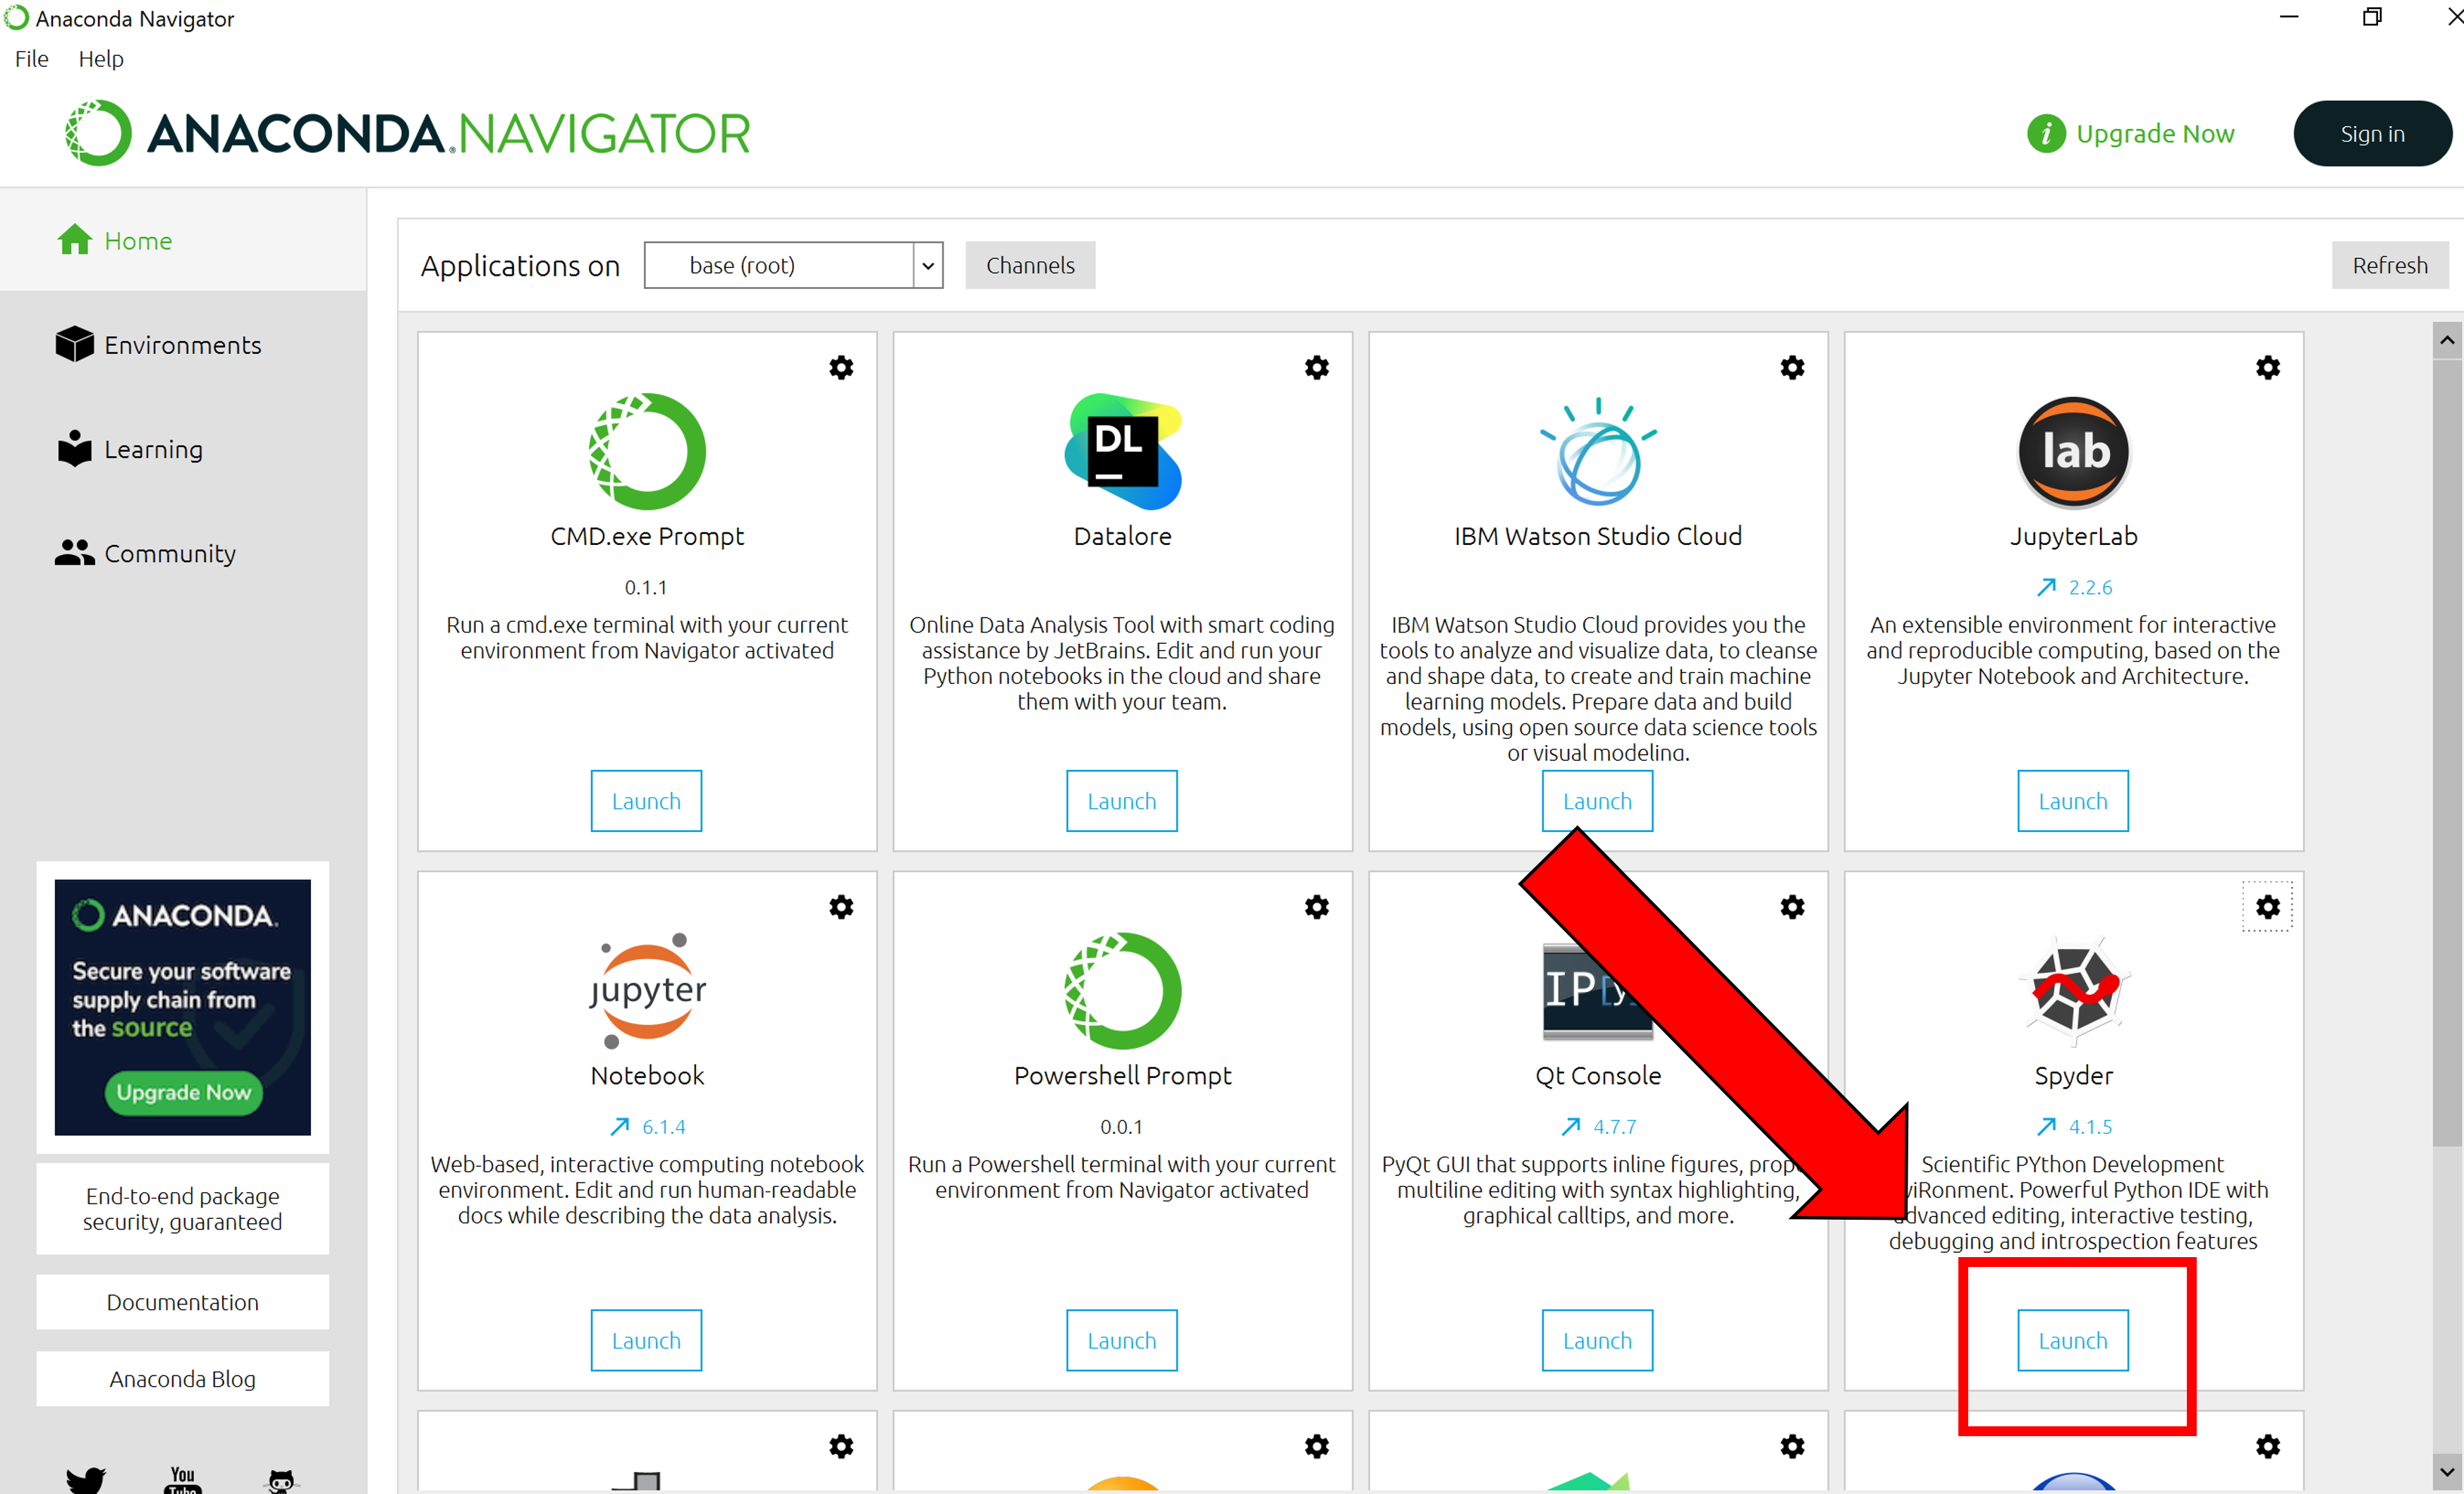 Anaconda Navigator
File Help
ANACONDA.NAVIGATOR
Upgrade Now
Sign in
Home
Environments
Learning
Community
Applications on
base (root)
Channels
Refresh
CMD.exe Prompt
0.1.1
Run a cmd.exe terminal with your current
environment from Navigator activated
Launch
DL
Datalore
Online Data Analysis Tool with smart coding
assistance by JetBrains. Edit and run your
Python notebooks in the cloud and share
them with your team.
Launch
IBM Watson Studio Cloud
IBM Watson Studio Cloud provides you the
tools to analyze and visualize data, to cleanse
and shape data, to create and train machine
learning models. Prepare data and build
models, using open source data science tools
or visual modeling.
Launch
lab
JupyterLab
2.2.6
An extensible environment for interactive
and reproducible computing, based on the
Jupyter Notebook and Architecture.
Launch
jupyter
Notebook
6.1.4
Web-based, interactive computing notebook
environment. Edit and run human-readable
docs while describing the data analysis.
Launch
Powershell Prompt
0.0.1
Run a Powershell terminal with your current
environment from Navigator activated
Launch
Qt Console
4.7.7
PyQt GUI that supports inline figures,
multiline editing with syntax highlighting,
graphical calltips, and more.
Launch
Spyder
4.1.5
Scientific PYthon Development
IDE with
Powerful Python
advanced editing, interactive testing,
debugging and introspection features
Launch
ANACONDA.
Secure your software
supply chain from
the source
Upgrade Now
End-to-end package
security, guaranteed
Documentation
Anaconda Blog
You